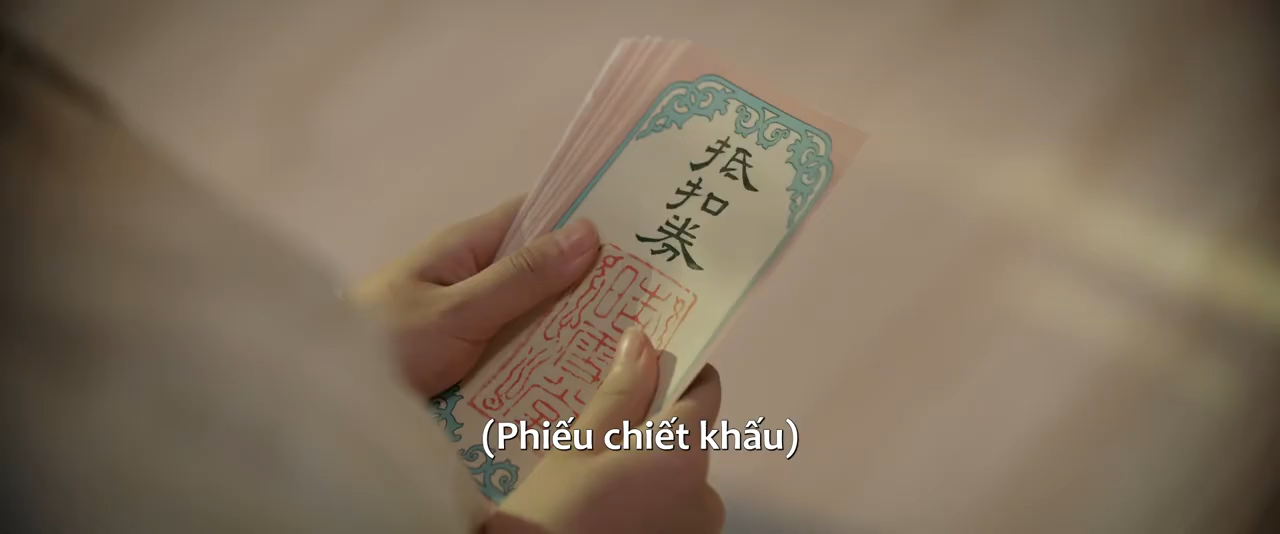 抵扣券
(Phiếu chiết khấu)